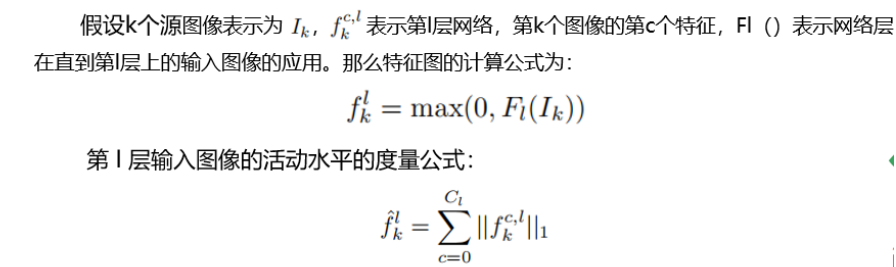 假设k个源图像表示为 I_k，f_k^{c,l} 表示第l层网络，第k个图像的第c个特征，Fl（）表示网络层
在直到第l层上的输入图像的应用。那么特征图的计算公式为：
f_k^l = max(0, F_l(I_k))
第 l 层输入图像的活动水平的度量公式：
\hat{f}_k^l = \sum_{c=0}^{C_l} ||f_k^{c,l}||_1